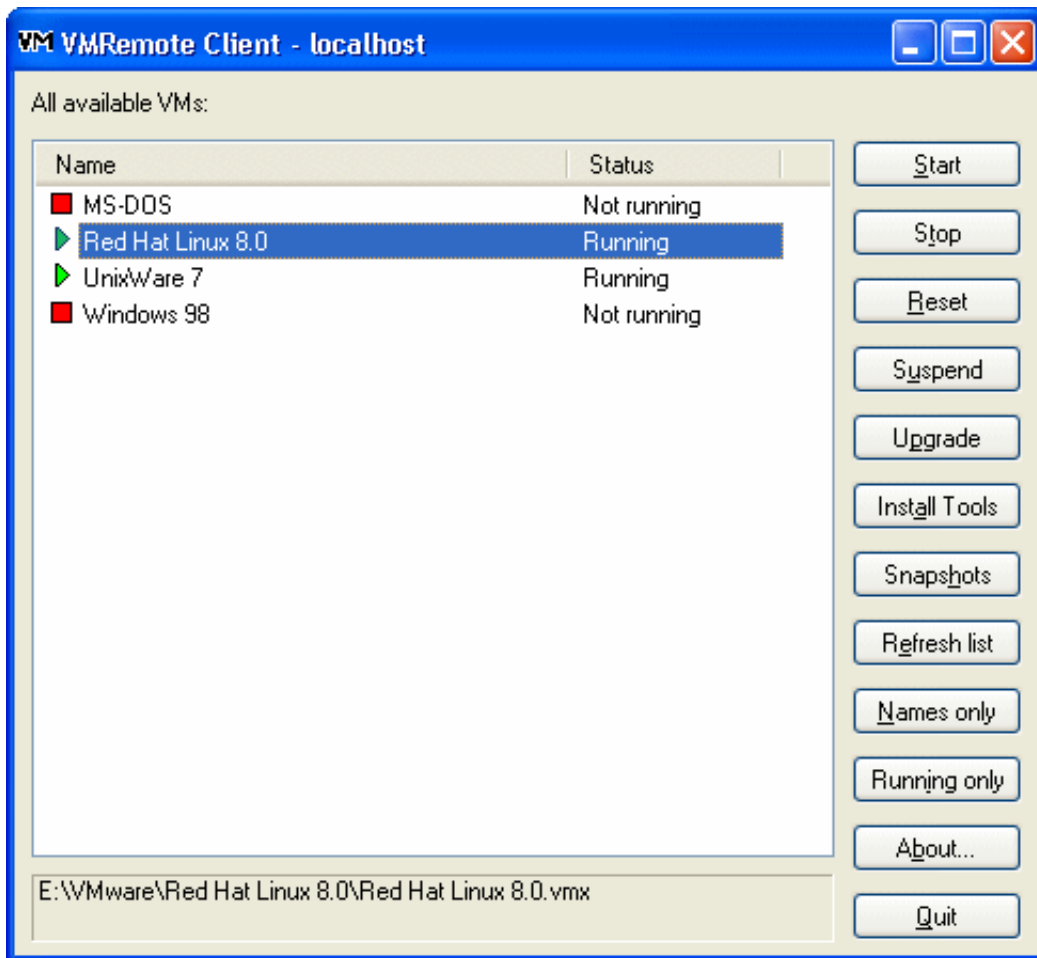 VM VMRemote Client - localhost
All available VMs:
Name Status
MS-DOS Not running
Red Hat Linux 8.0 Running
UnixWare 7 Running
Windows 98 Not running
Start
Stop
Reset
Suspend
Upgrade
Install Tools
Snapshots
Refresh list
Names only
Running only
About...
Quit
E:\VMware\Red Hat Linux 8.0\Red Hat Linux 8.0.vmx